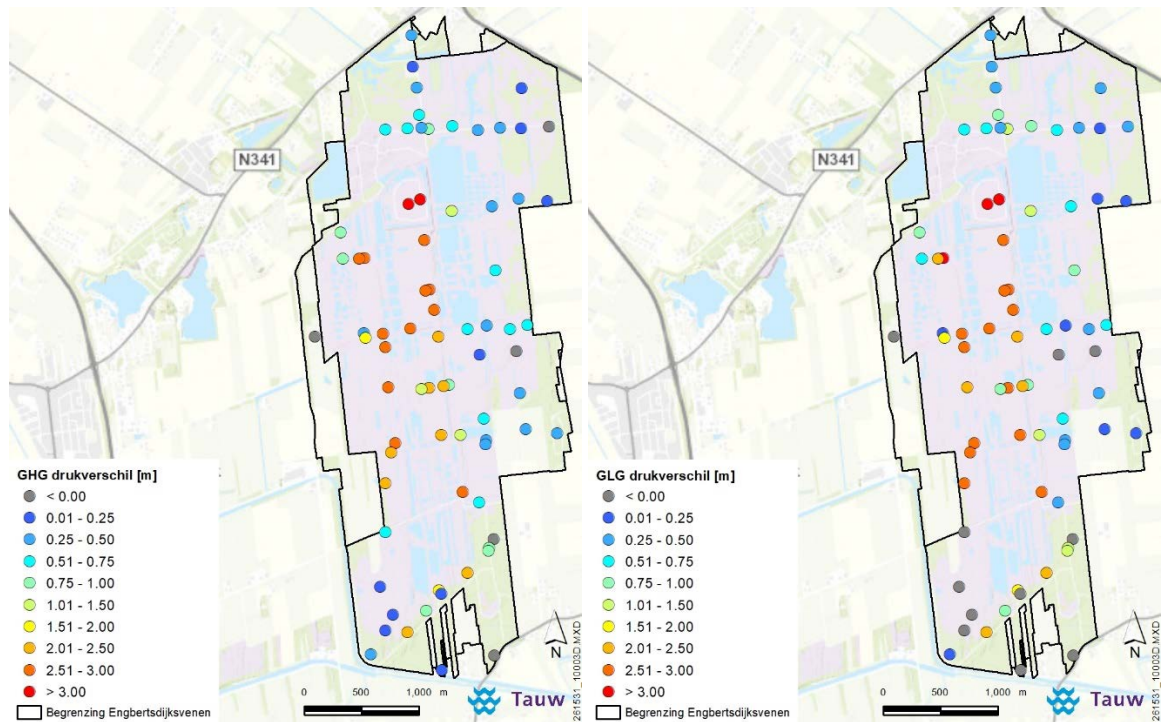 N341
GHG drukverschil [m]
< 0.00
0.01 - 0.25
0.25 - 0.50
0.51 - 0.75
0.75 - 1.00
1.01 - 1.50
1.51 - 2.00
2.01 - 2.50
2.51 - 3.00
> 3.00
Begrenzing Engbertsdijksvenen
0 500 1,000 m
N
Tauw
261531_10003D.MXD
N341
GLG drukverschil [m]
< 0.00
0.01 - 0.25
0.25 - 0.50
0.51 - 0.75
0.75 - 1.00
1.01 - 1.50
1.51 - 2.00
2.01 - 2.50
2.51 - 3.00
> 3.00
Begrenzing Engbertsdijksvenen
0 500 1,000 m
N
Tauw
261531_10003D.MXD